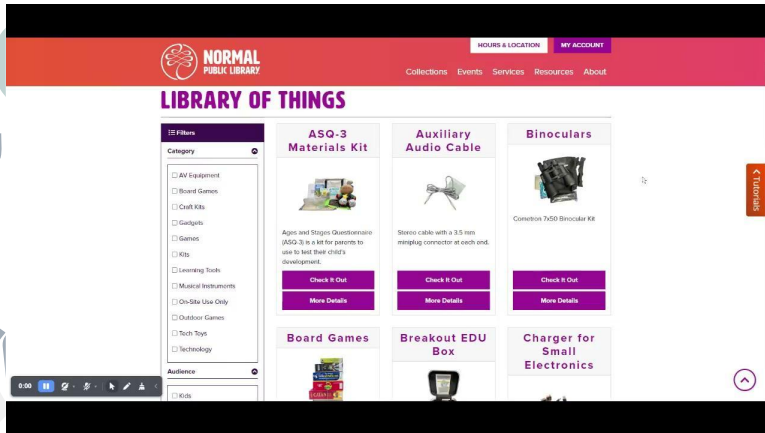 HOURS & LOCATION
MY ACCOUNT
NORMAL
PUBLIC LIBRARY
Collections Events Services Resources About
LIBRARY OF THINGS
Filters
Category
AV Equipment
Board Games
Craft Kits
Gadgets
Games
Kits
Learning Tools
Musical Instruments
On-Site Use Only
Outdoor Games
Tech Toys
Technology
Audience
Kids
ASQ-3
Materials Kit
Ages and Stages Questionnaire
(ASQ-3) is a kit for parents to
use to test their child's
development.
Check It Out
More Details
Auxiliary
Audio Cable
Stereo cable with a 3.5 mm
miniplug connector at each end.
Check It Out
More Details
Binoculars
Cometron 7x50 Binocular Kit
Check It Out
More Details
Board Games
Breakout EDU
Box
Charger for
Small
Electronics
Tutorials
0:00